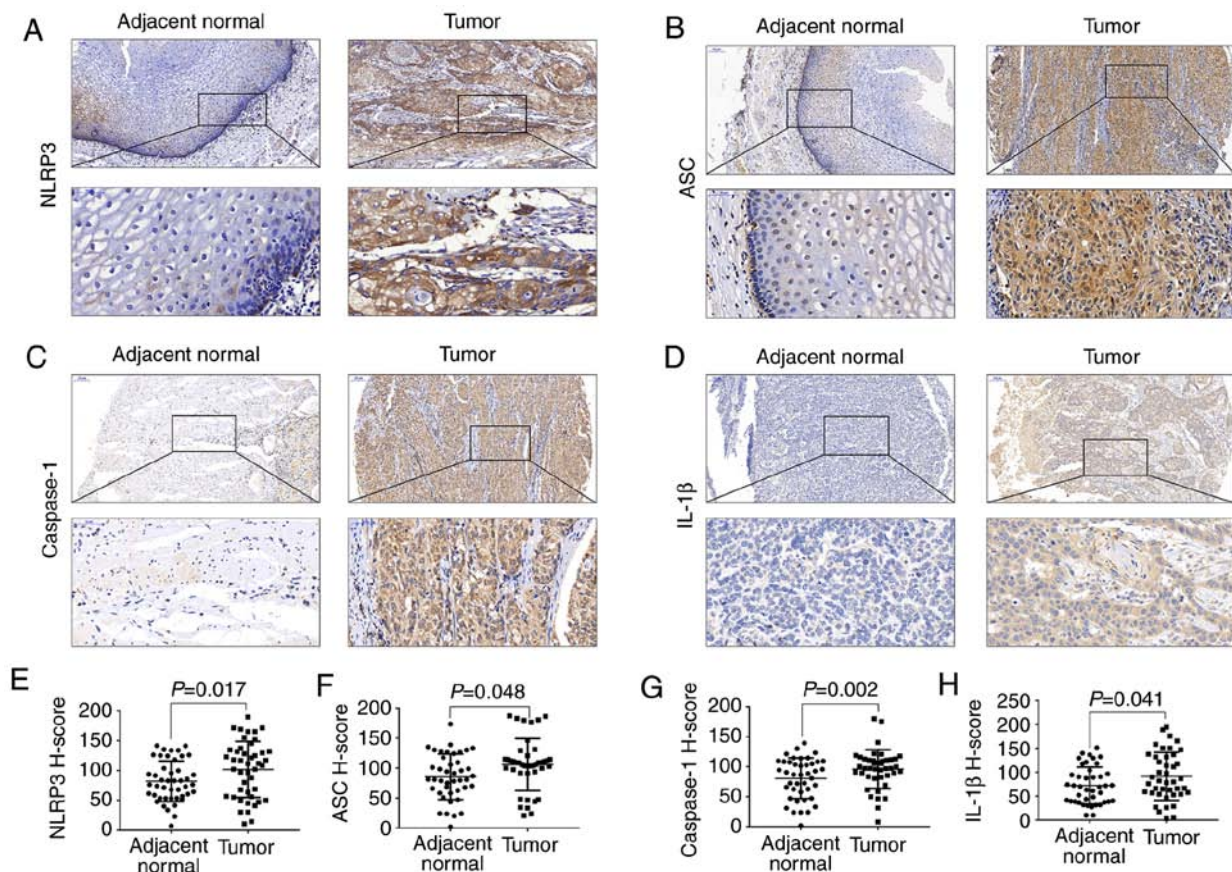 A
Adjacent normal
Tumor
NLRP3
B
Adjacent normal
Tumor
ASC
C
Adjacent normal
Tumor
Caspase-1
D
Adjacent normal
Tumor
IL-1β
E
P=0.017
NLRP3 H-score
200
150
100
50
0
Adjacent
normal
Tumor
F
P=0.048
ASC H-score
200
150
100
50
0
Adjacent
normal
Tumor
G
P=0.002
Caspase-1 H-score
200
150
100
50
0
Adjacent
normal
Tumor
H
P=0.041
IL-1β H-score
250
200
150
100
50
0
Adjacent
normal
Tumor